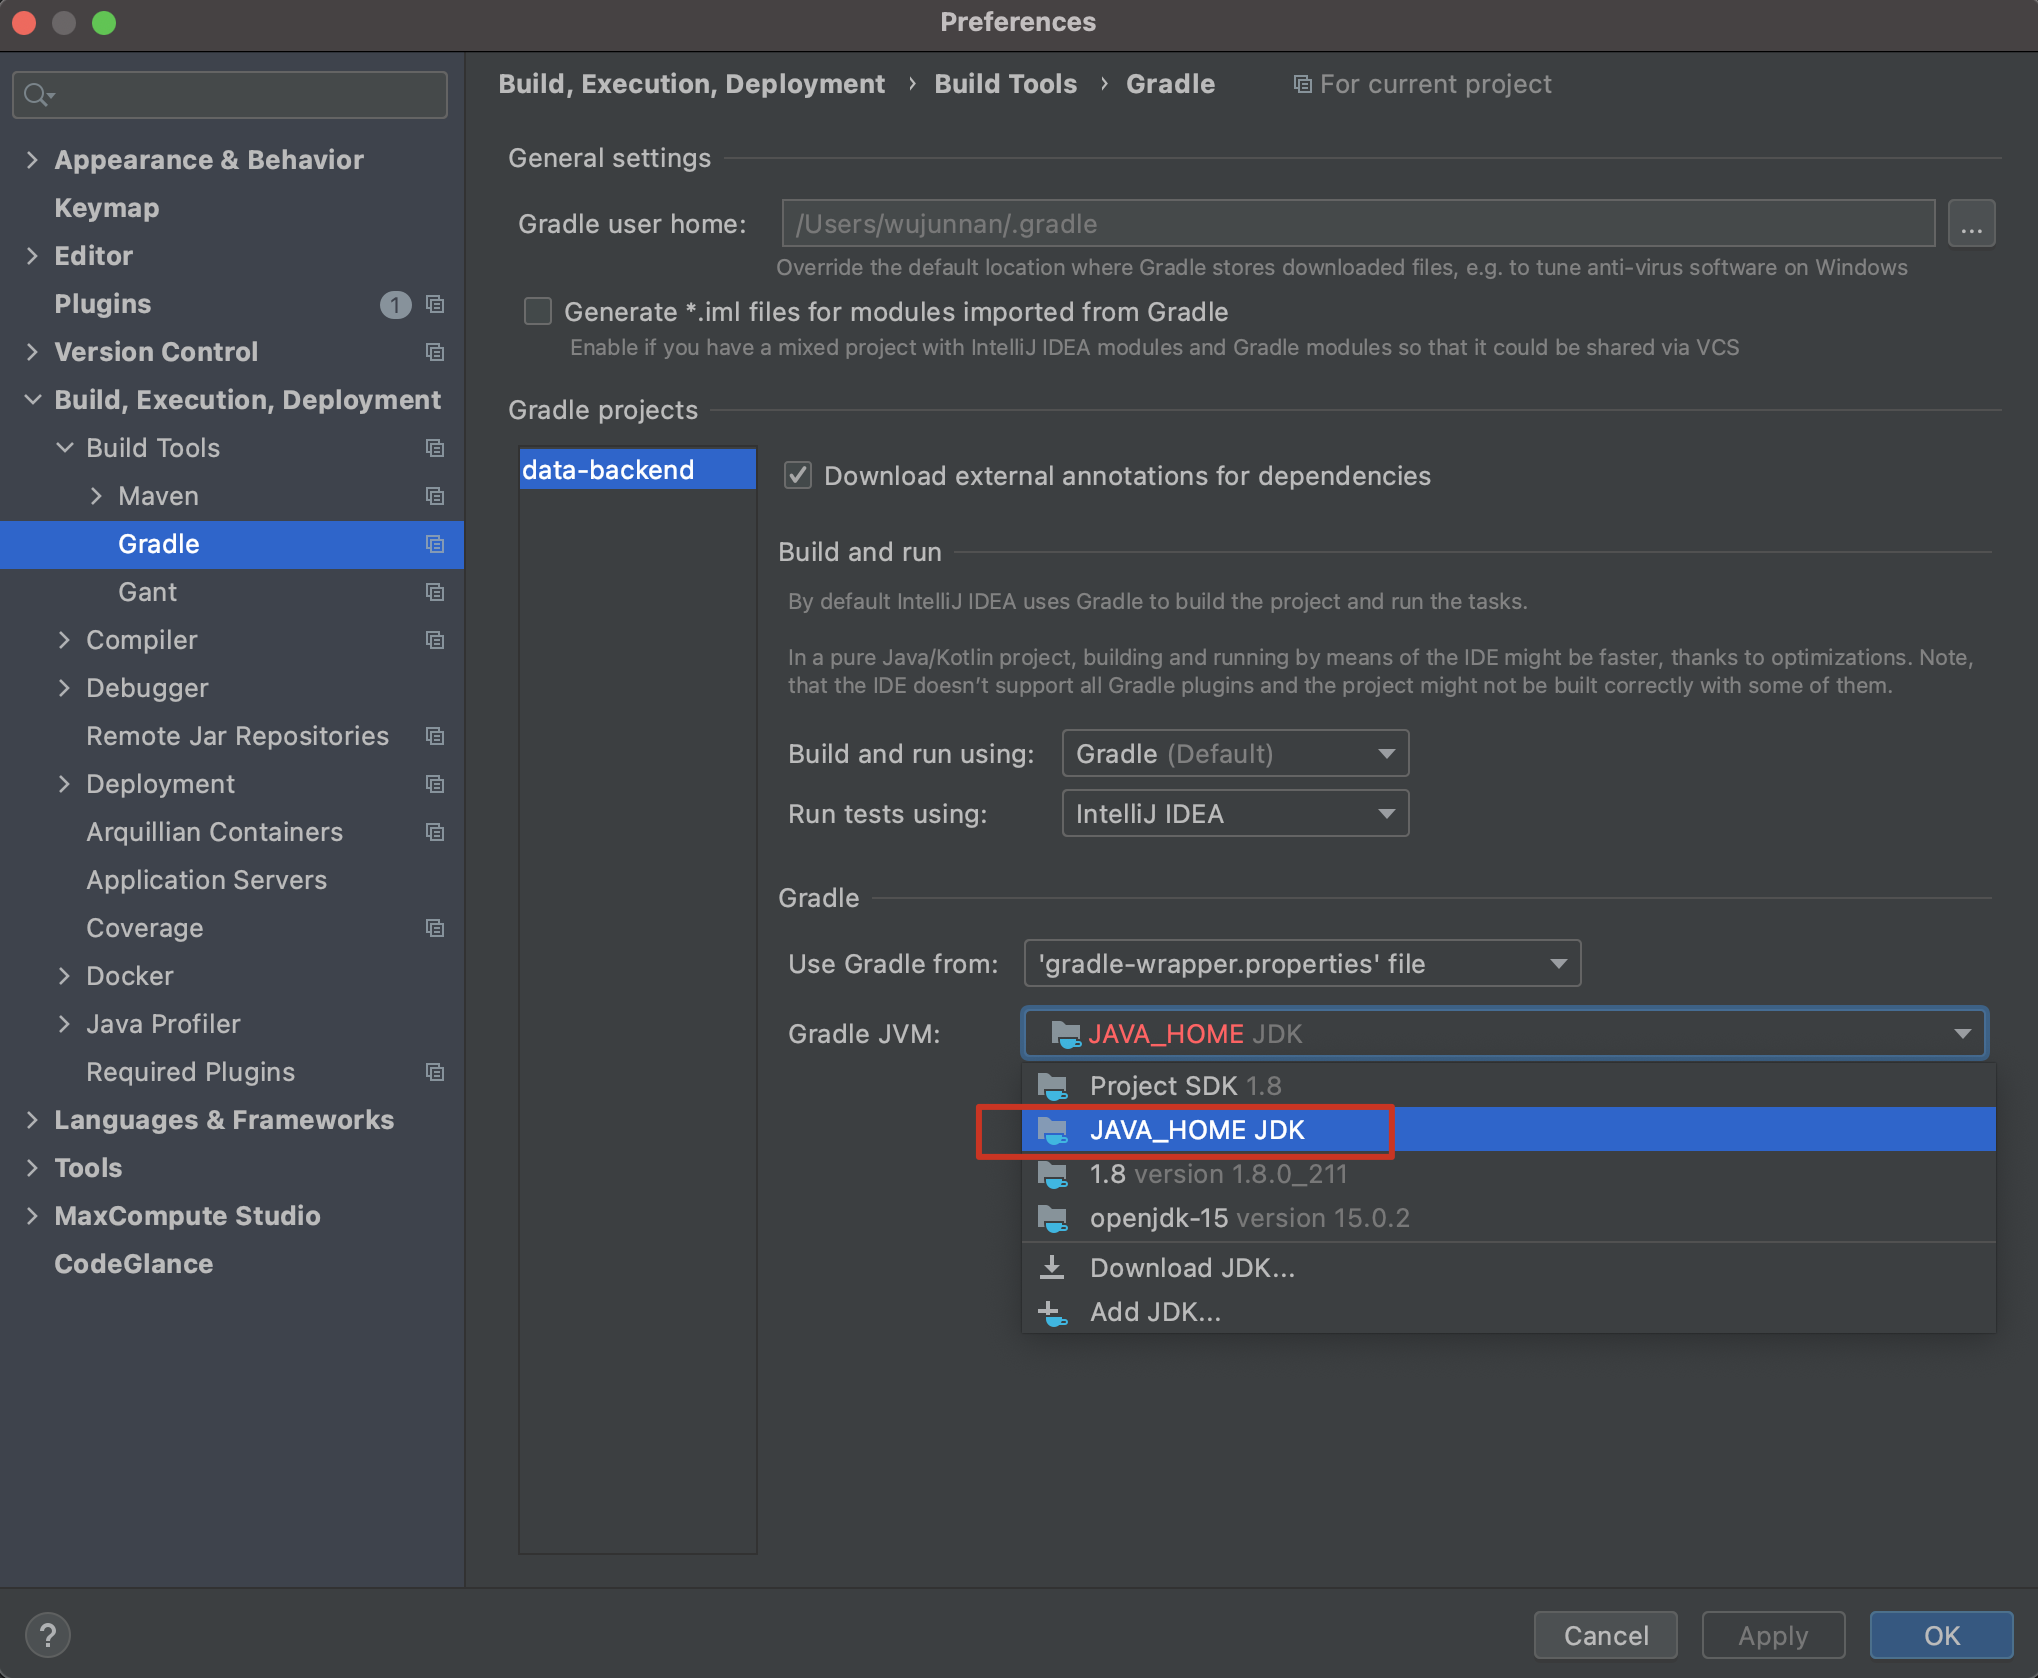 Preferences
Build, Execution, Deployment › Build Tools › Gradle For current project
Appearance & Behavior
Keymap
Editor
Plugins 1
Version Control
Build, Execution, Deployment
Build Tools
Maven
Gradle
Gant
Compiler
Debugger
Remote Jar Repositories
Deployment
Arquillian Containers
Application Servers
Coverage
Docker
Java Profiler
Required Plugins
Languages & Frameworks
Tools
MaxCompute Studio
CodeGlance
General settings
Gradle user home: /Users/wujunnan/.gradle ...
Override the default location where Gradle stores downloaded files, e.g. to tune anti-virus software on Windows
Generate *.iml files for modules imported from Gradle
Enable if you have a mixed project with IntelliJ IDEA modules and Gradle modules so that it could be shared via VCS
Gradle projects
data-backend
Download external annotations for dependencies
Build and run
By default IntelliJ IDEA uses Gradle to build the project and run the tasks.
In a pure Java/Kotlin project, building and running by means of the IDE might be faster, thanks to optimizations. Note,
that the IDE doesn't support all Gradle plugins and the project might not be built correctly with some of them.
Build and run using: Gradle (Default)
Run tests using: IntelliJ IDEA
Gradle
Use Gradle from: 'gradle-wrapper.properties' file
Gradle JVM: JAVA_HOME JDK
Project SDK 1.8
JAVA_HOME JDK
1.8 version 1.8.0_211
openjdk-15 version 15.0.2
Download JDK...
Add JDK...
? Cancel Apply OK